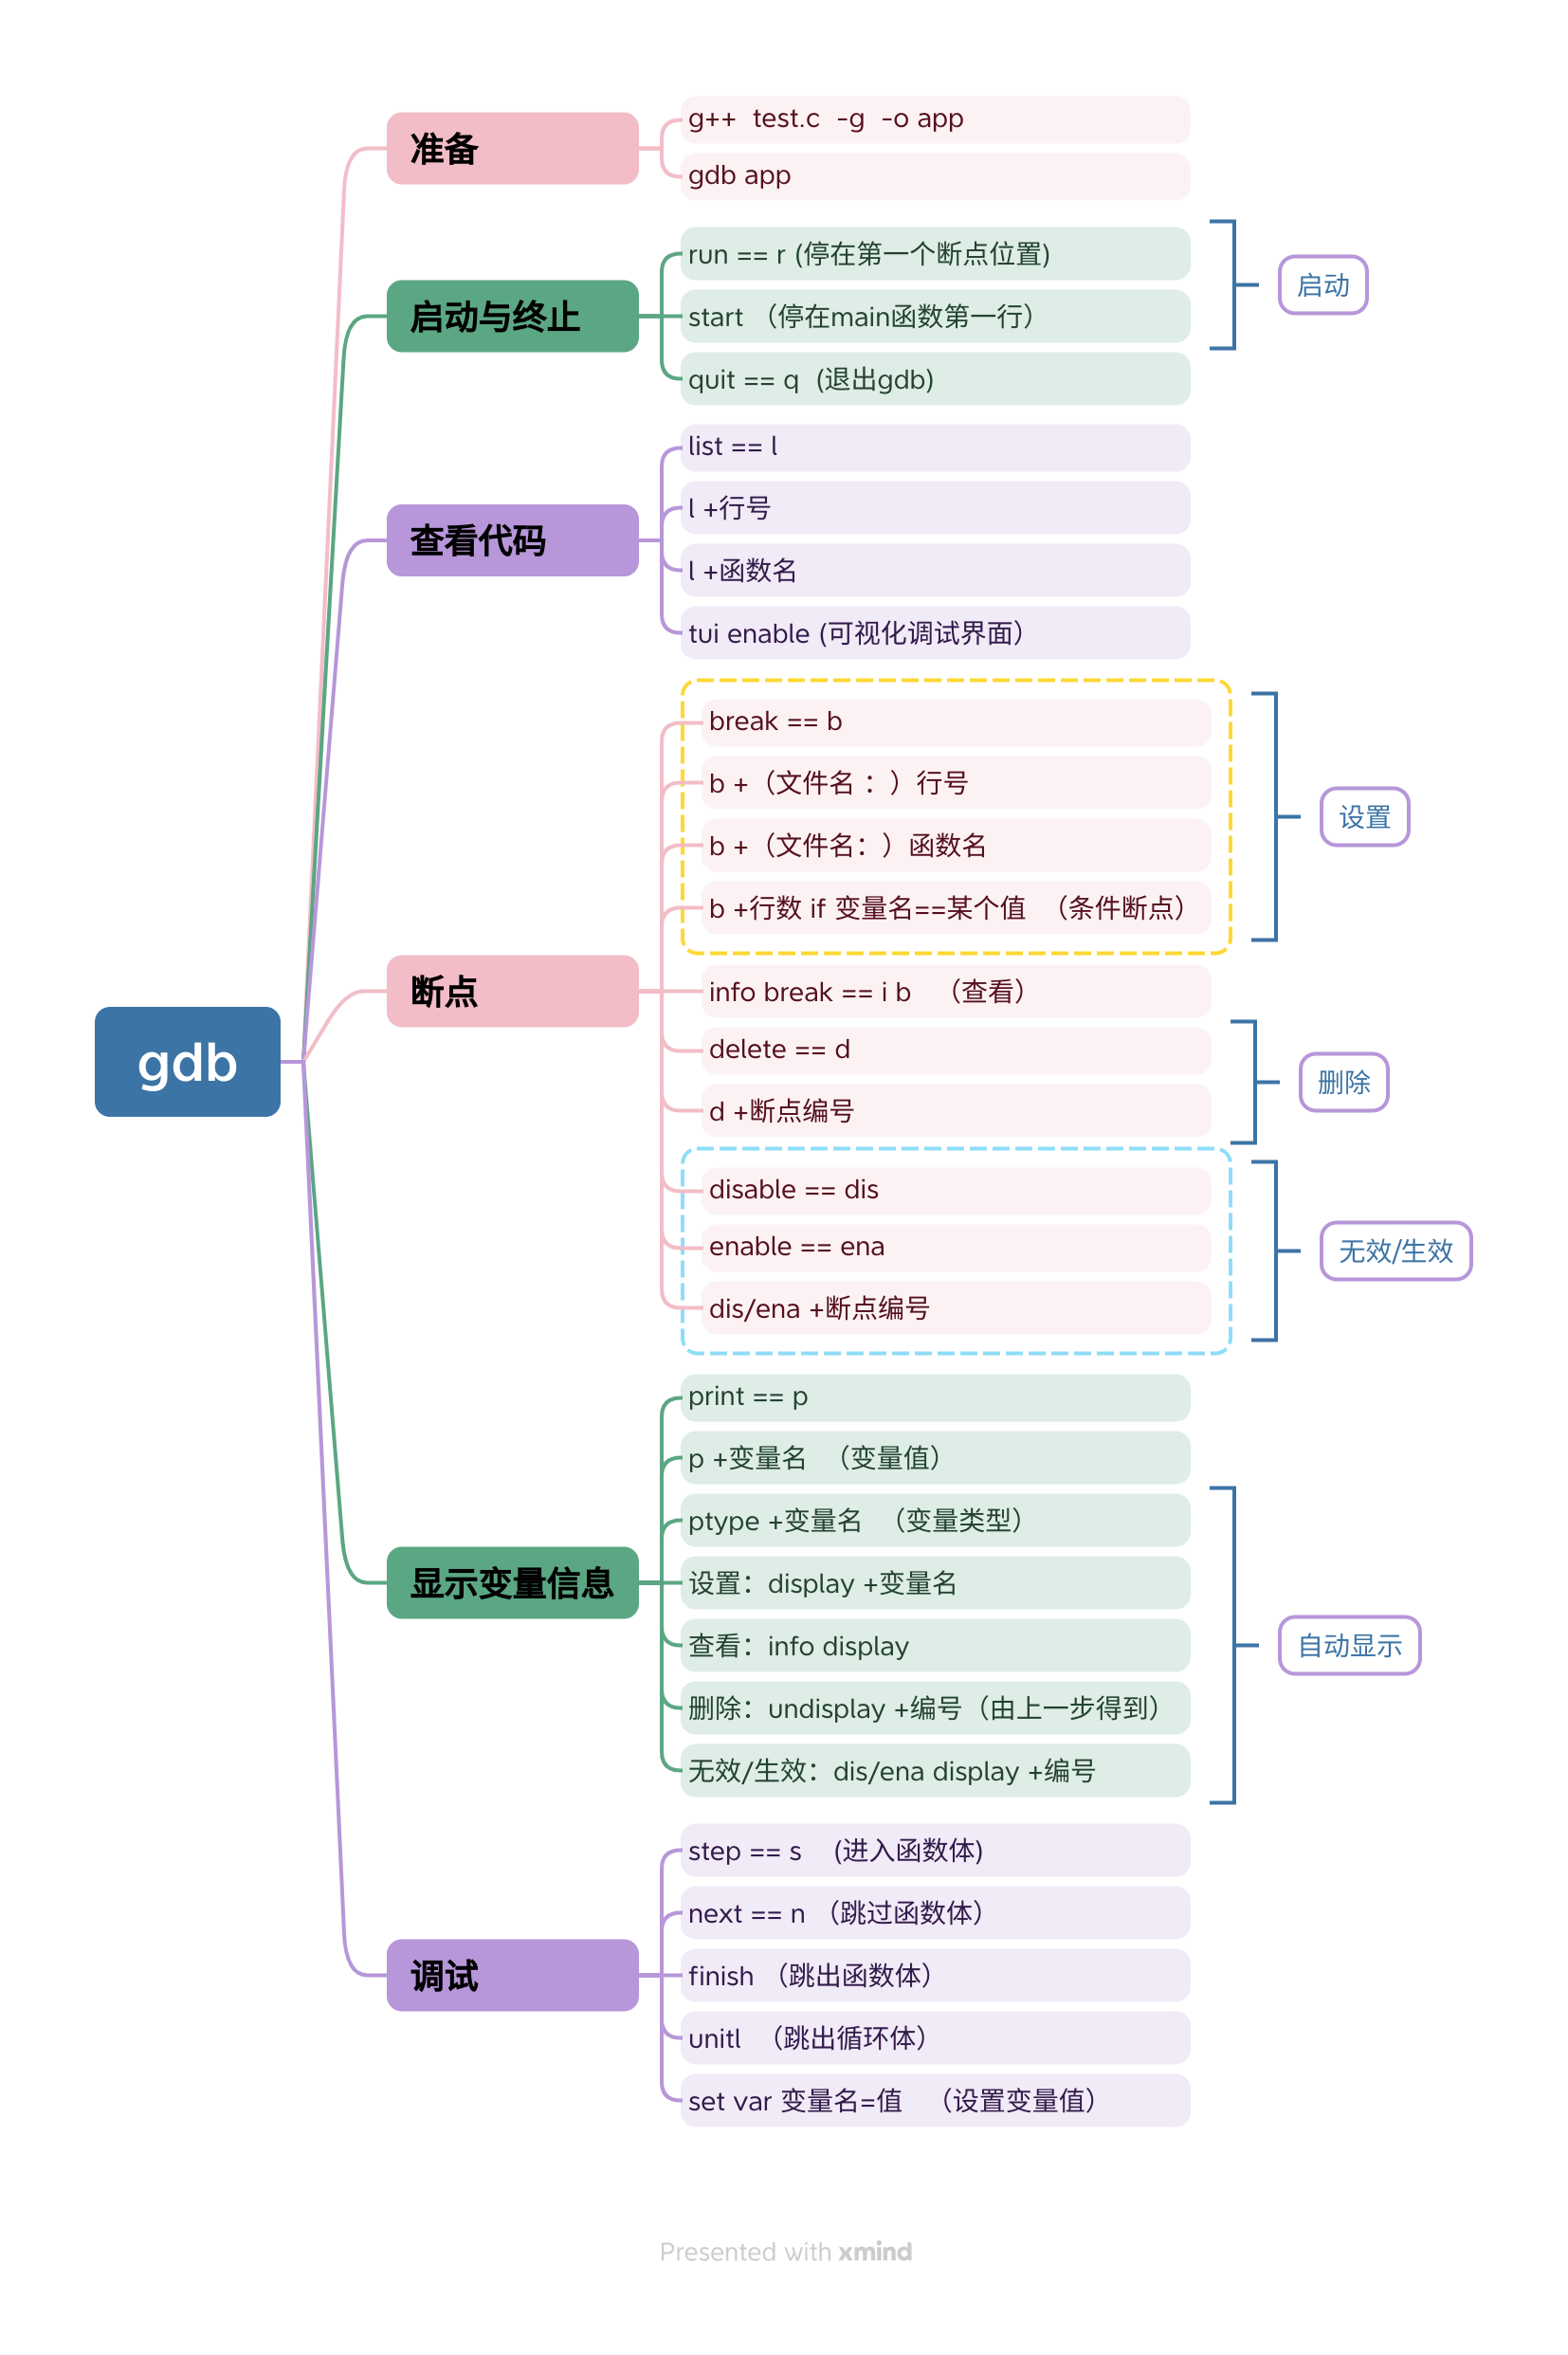 准备
g++  test.c  -g  -o app
gdb app
启动与终止
run == r (停在第一个断点位置)
start （停在main函数第一行）
quit == q  (退出gdb)
启动
查看代码
list == l
l +行号
l +函数名
tui enable (可视化调试界面）
gdb
断点
break == b
b +（文件名 ：）行号
b +（文件名：）函数名
b +行数 if 变量名==某个值  （条件断点）
设置
info break == i b   （查看）
delete == d
d +断点编号
删除
disable == dis
enable == ena
dis/ena +断点编号
无效/生效
显示变量信息
print == p
p +变量名  （变量值）
ptype +变量名  （变量类型）
设置：display +变量名
查看：info display
删除：undisplay +编号（由上一步得到）
无效/生效：dis/ena display +编号
自动显示
调试
step == s    (进入函数体)
next == n （跳过函数体）
finish （跳出函数体）
unitl  （跳出循环体）
set var 变量名=值   （设置变量值）
Presented with xmind